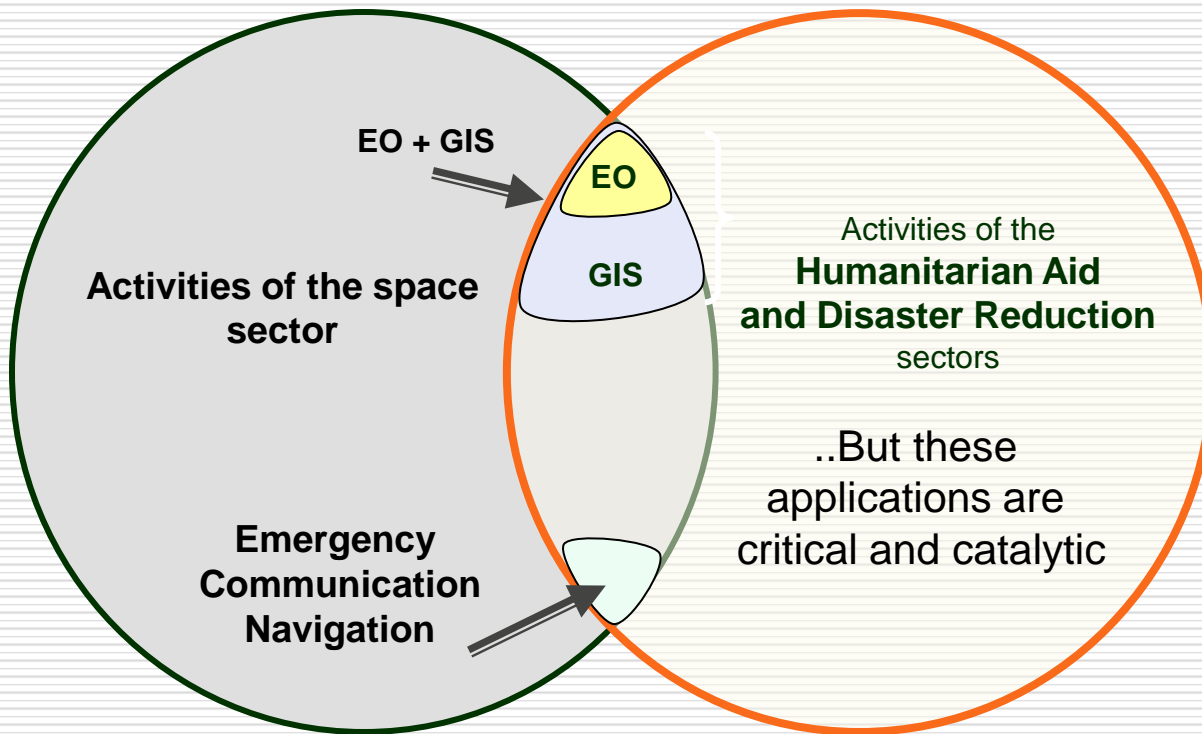 EO + GIS
EO
GIS
Activities of the space
sector
Activities of the
Humanitarian Aid
and Disaster Reduction
sectors
..But these
applications are
critical and catalytic
Emergency
Communication
Navigation